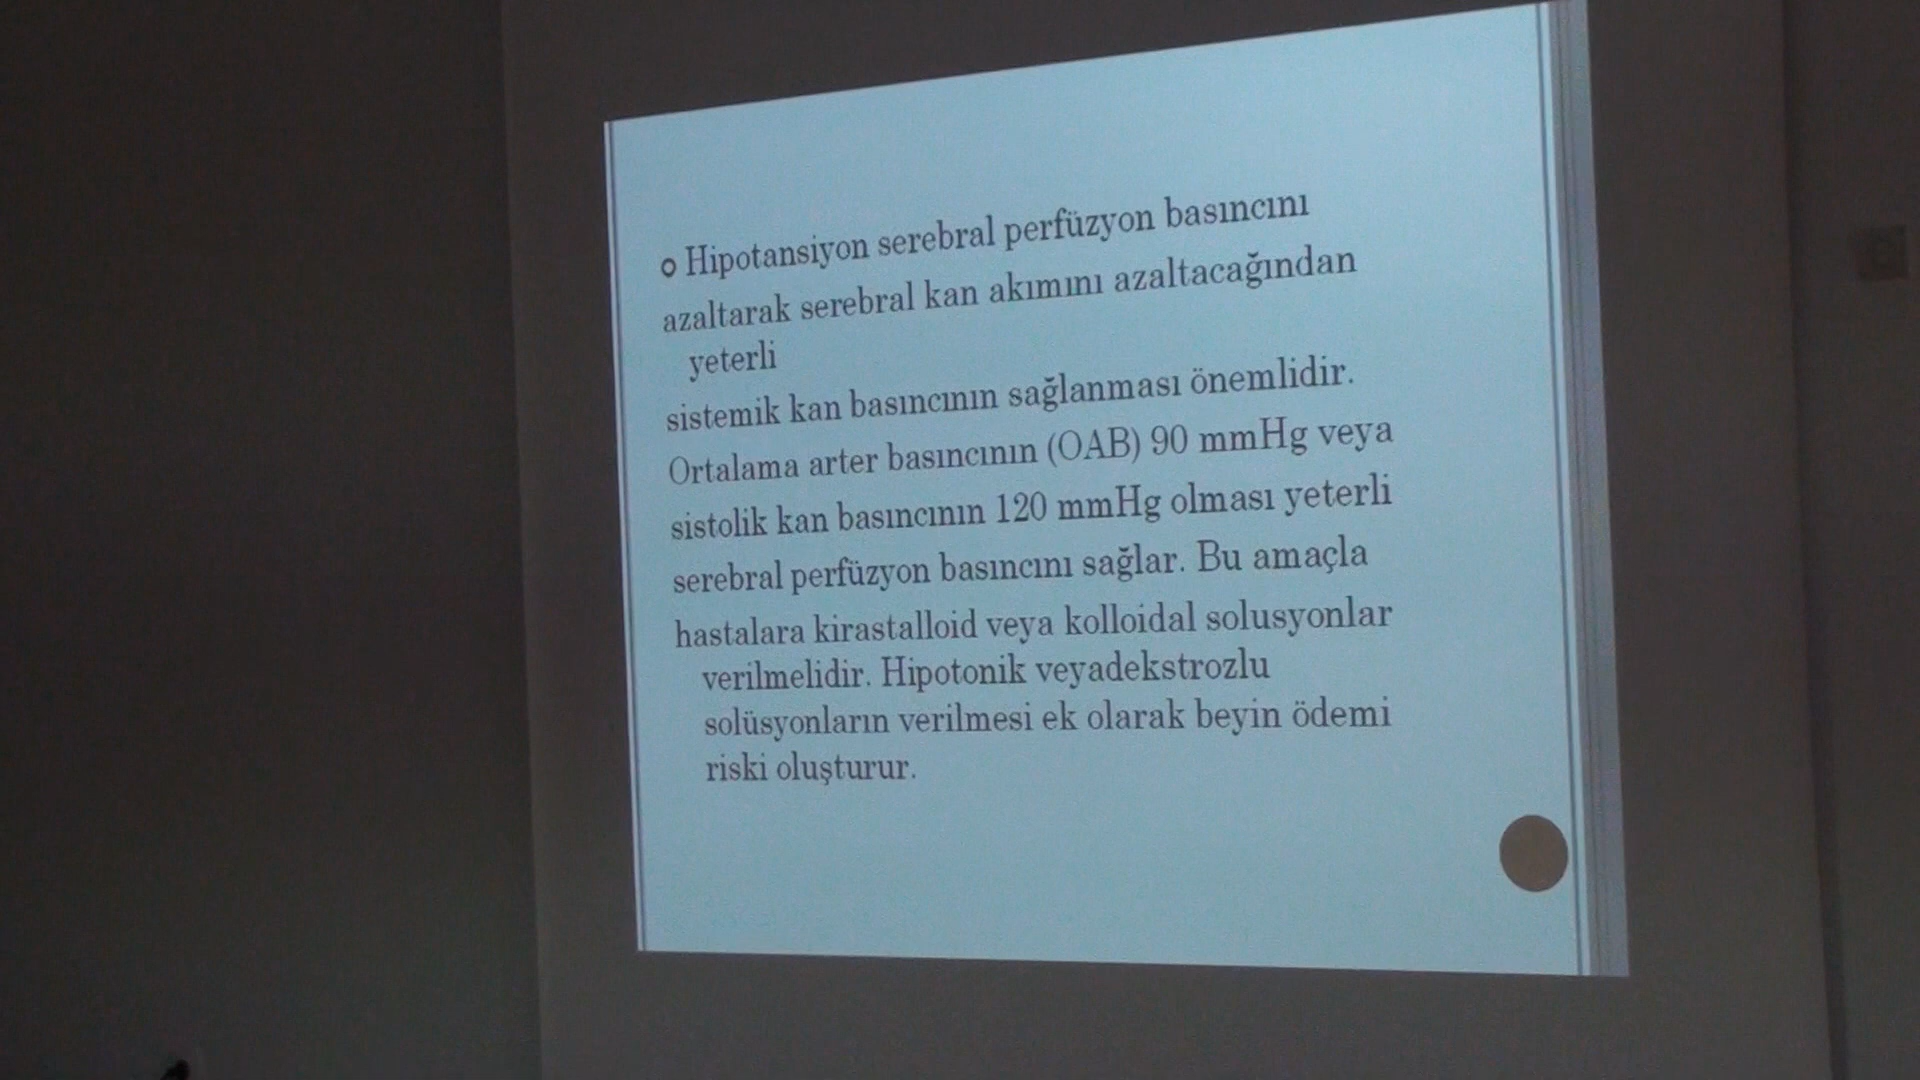 Hipotansiyon serebral perfüzyon basıncını
azaltarak serebral kan akımını azaltacağından
yeterli
sistemik kan basıncının sağlanması önemlidir.
Ortalama arter basıncının (OAB) 90 mmHg veya
sistolik kan basıncının 120 mmHg olması yeterli
serebral perfüzyon basıncını sağlar. Bu amaçla
hastalara kirastalloid veya kolloidal solusyonlar
verilmelidir. Hipotonik veyadekstrozlu
solüsyonların verilmesi ek olarak beyin ödemi
riski oluşturur.